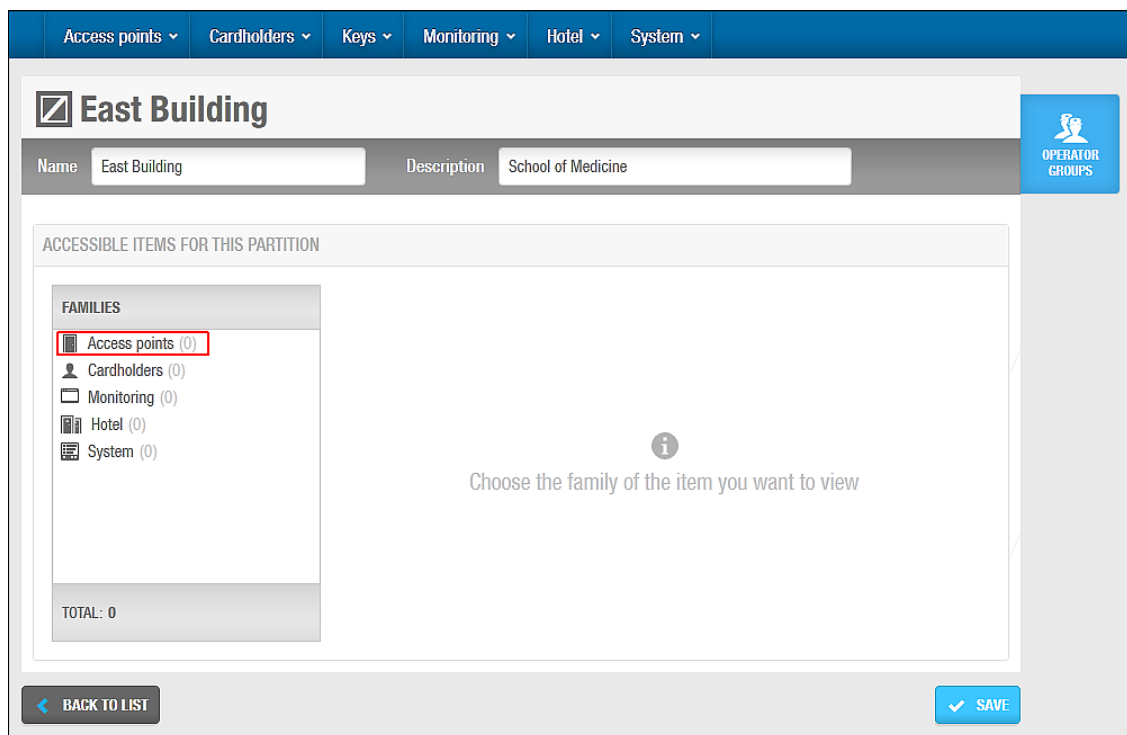 Access points Cardholders Keys Monitoring Hotel System
East Building
Name East Building Description School of Medicine
OPERATOR
GROUPS
ACCESSIBLE ITEMS FOR THIS PARTITION
FAMILIES
Access points (0)
Cardholders (0)
Monitoring (0)
Hotel (0)
System (0)
Choose the family of the item you want to view
TOTAL: 0
BACK TO LIST
SAVE